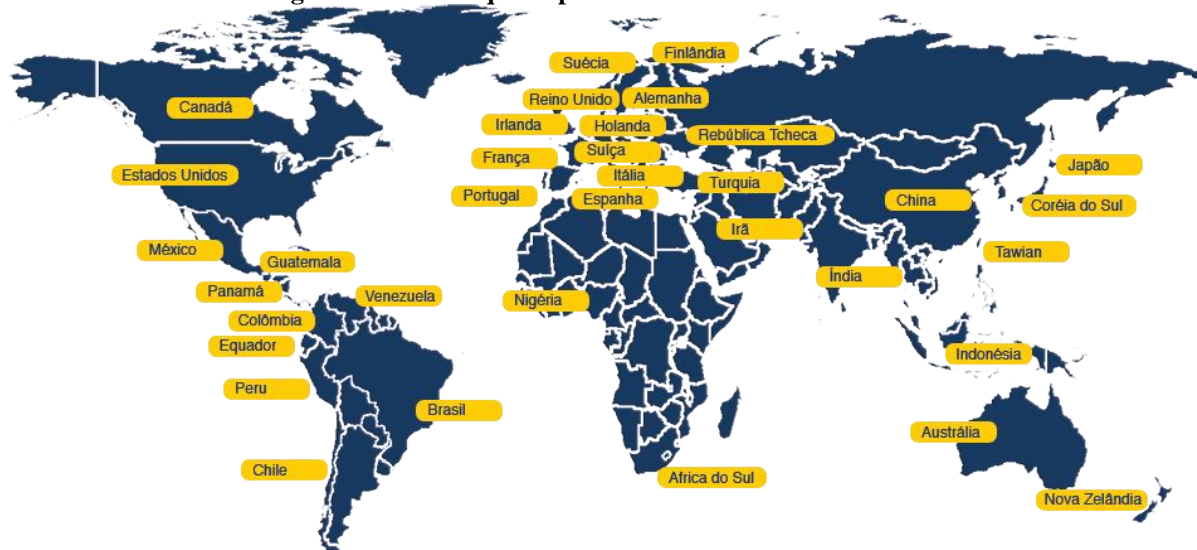 Finlândia
Suécia
Reino Unido
Alemanha
Canadá
Irlanda
Holanda
Rebública Tcheca
França
Suíça
Japão
Estados Unidos
Itália
Turquia
Portugal
Espanha
China
Coréia do Sul
Irã
México
Tawian
Guatemala
Índia
Panamá
Venezuela
Nigéria
Colômbia
Equador
Indonésia
Peru
Brasil
Austrália
Chile
Africa do Sul
Nova Zelândia